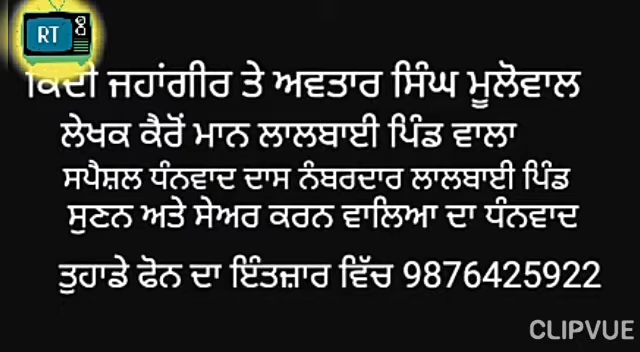 RT
ਕਿੰਦੀ ਜਹਾਂਗੀਰ ਤੇ ਅਵਤਾਰ ਸਿੰਘ ਮੂਲੋਵਾਲ
ਲੇਖਕ ਕੈਰੋਂ ਮਾਨ ਲਾਲਬਾਈ ਪਿੰਡ ਵਾਲਾ
ਸਪੈਸ਼ਲ ਧੰਨਵਾਦ ਦਾਸ ਨੰਬਰਦਾਰ ਲਾਲਬਾਈ ਪਿੰਡ
ਸੁਣਨ ਅਤੇ ਸੇਅਰ ਕਰਨ ਵਾਲਿਆ ਦਾ ਧੰਨਵਾਦ
ਤੁਹਾਡੇ ਫੋਨ ਦਾ ਇੰਤਜ਼ਾਰ ਵਿੱਚ 9876425922
CLIPVUE